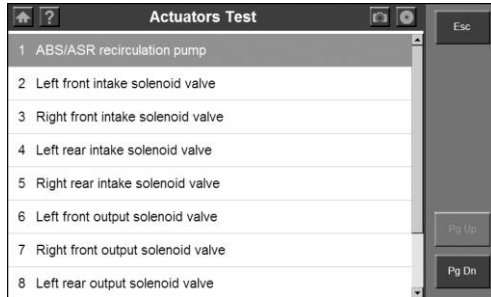 ? Actuators Test
Esc
1 ABS/ASR recirculation pump
2 Left front intake solenoid valve
3 Right front intake solenoid valve
4 Left rear intake solenoid valve
5 Right rear intake solenoid valve
6 Left front output solenoid valve
7 Right front output solenoid valve
8 Left rear output solenoid valve
Pg Up
Pg Dn